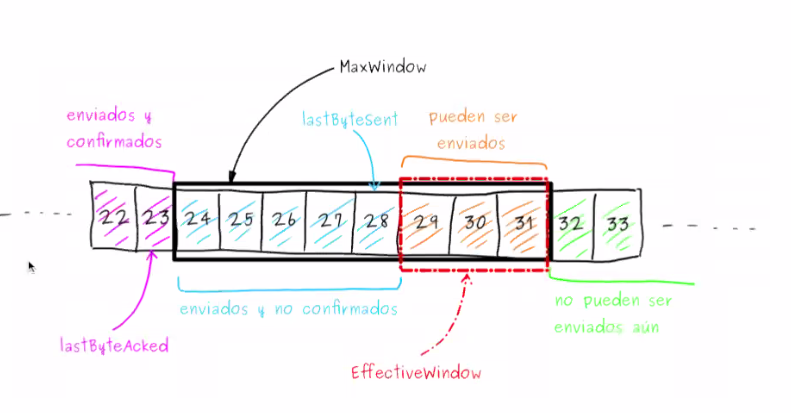 MaxWindow
enviados y
confirmados
lastByteSent
pueden ser
enviados
22 23 24 25 26 27 28 29 30 31 32 33
enviados y no confirmados
no pueden ser
enviados aún
lastByteAcked
EffectiveWindow